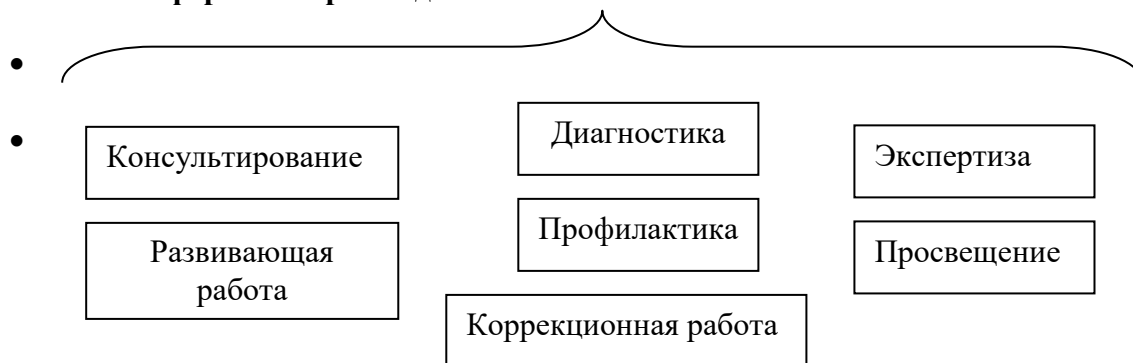 Консультирование
Диагностика
Экспертиза
Развивающая
работа
Профилактика
Просвещение
Коррекционная работа